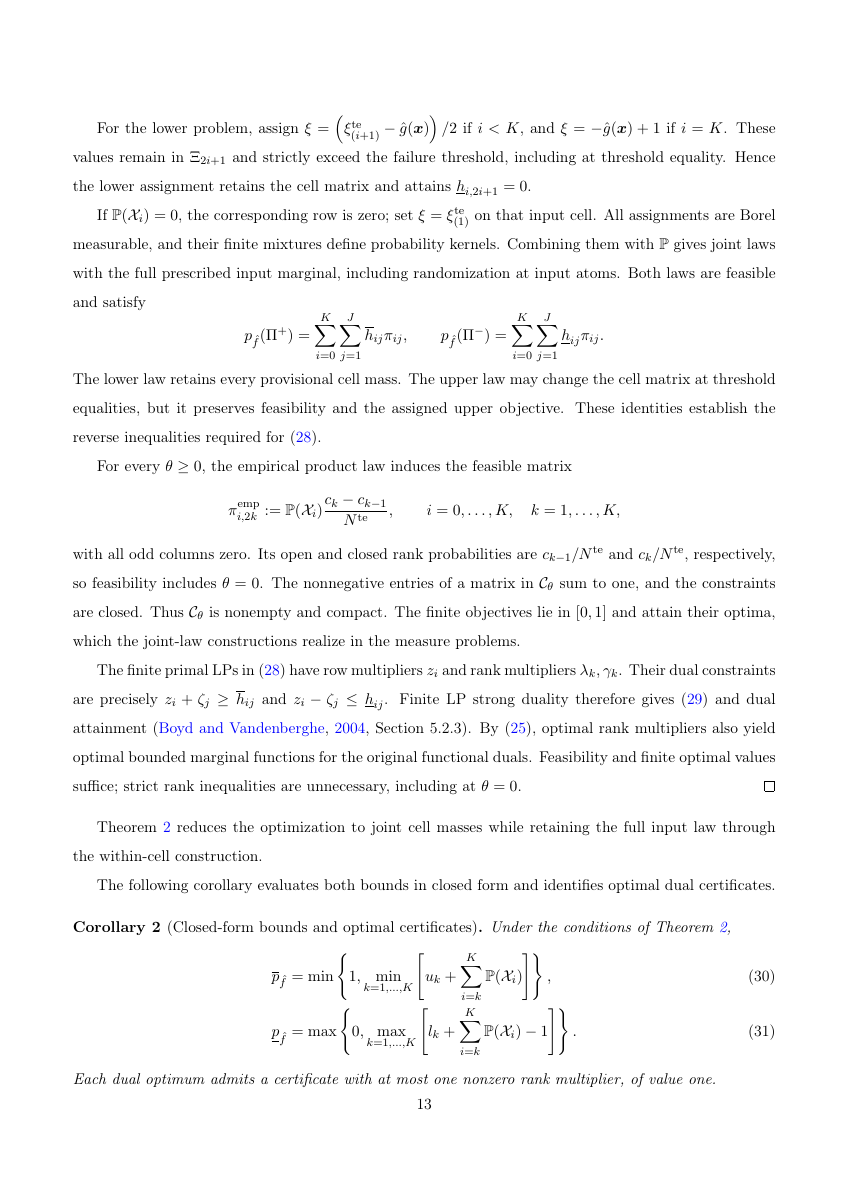 For the lower problem, assign ξ = (ξ^te_(i+1) − ĝ(x)) /2 if i < K, and ξ = −ĝ(x) + 1 if i = K. These
values remain in Ξ_{2i+1} and strictly exceed the failure threshold, including at threshold equality. Hence
the lower assignment retains the cell matrix and attains h̲_{i,2i+1} = 0.
If ℙ(𝒳_i) = 0, the corresponding row is zero; set ξ = ξ^te_(1) on that input cell. All assignments are Borel
measurable, and their finite mixtures define probability kernels. Combining them with ℙ gives joint laws
with the full prescribed input marginal, including randomization at input atoms. Both laws are feasible
and satisfy
p_f̂(Π^+) = ∑_{i=0}^{K} ∑_{j=1}^{J} h̅_{ij}π_{ij}, p_f̂(Π^−) = ∑_{i=0}^{K} ∑_{j=1}^{J} h̲_{ij}π_{ij}.
The lower law retains every provisional cell mass. The upper law may change the cell matrix at threshold
equalities, but it preserves feasibility and the assigned upper objective. These identities establish the
reverse inequalities required for (28).
For every θ ≥ 0, the empirical product law induces the feasible matrix
π^emp_{i,2k} := ℙ(𝒳_i) (c_k − c_{k−1})/N^te, i = 0, . . . , K, k = 1, . . . , K,
with all odd columns zero. Its open and closed rank probabilities are c_{k−1}/N^te and c_k/N^te, respectively,
so feasibility includes θ = 0. The nonnegative entries of a matrix in 𝒞_θ sum to one, and the constraints
are closed. Thus 𝒞_θ is nonempty and compact. The finite objectives lie in [0, 1] and attain their optima,
which the joint-law constructions realize in the measure problems.
The finite primal LPs in (28) have row multipliers z_i and rank multipliers λ_k, γ_k. Their dual constraints
are precisely z_i + ζ_j ≥ h̅_{ij} and z_i − ζ_j ≤ h̲_{ij}. Finite LP strong duality therefore gives (29) and dual
attainment (Boyd and Vandenberghe, 2004, Section 5.2.3). By (25), optimal rank multipliers also yield
optimal bounded marginal functions for the original functional duals. Feasibility and finite optimal values
suffice; strict rank inequalities are unnecessary, including at θ = 0. □
Theorem 2 reduces the optimization to joint cell masses while retaining the full input law through
the within-cell construction.
The following corollary evaluates both bounds in closed form and identifies optimal dual certificates.
Corollary 2 (Closed-form bounds and optimal certificates). Under the conditions of Theorem 2,
p̅_f̂ = min {1, min_{k=1,...,K} [u_k + ∑_{i=k}^{K} ℙ(𝒳_i)]} , (30)
p̲_f̂ = max {0, max_{k=1,...,K} [l_k + ∑_{i=k}^{K} ℙ(𝒳_i) − 1]} . (31)
Each dual optimum admits a certificate with at most one nonzero rank multiplier, of value one.
13